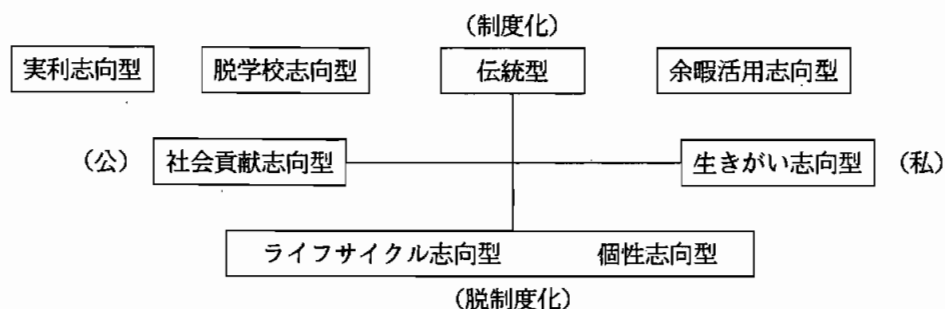 (制度化)
実利志向型 脱学校志向型 伝統型 余暇活用志向型
(公) 社会貢献志向型 生きがい志向型 (私)
ライフサイクル志向型 個性志向型
(脱制度化)